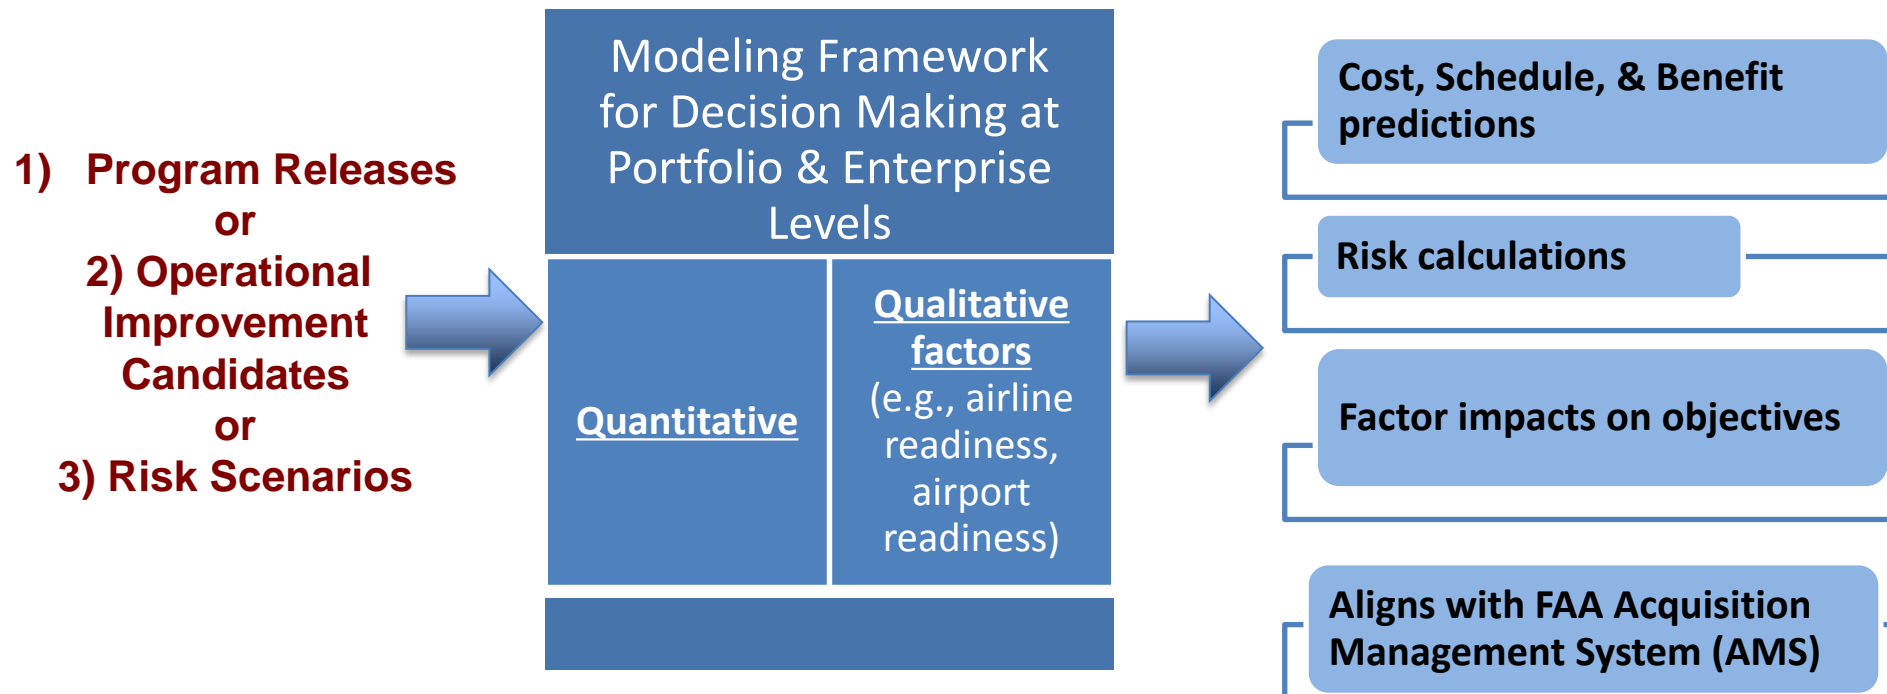 1) Program Releases
or
2) Operational
Improvement
Candidates
or
3) Risk Scenarios
Modeling Framework
for Decision Making at
Portfolio & Enterprise
Levels
Quantitative
Qualitative
factors
(e.g., airline
readiness,
airport
readiness)
Cost, Schedule, & Benefit
predictions
Risk calculations
Factor impacts on objectives
Aligns with FAA Acquisition
Management System (AMS)